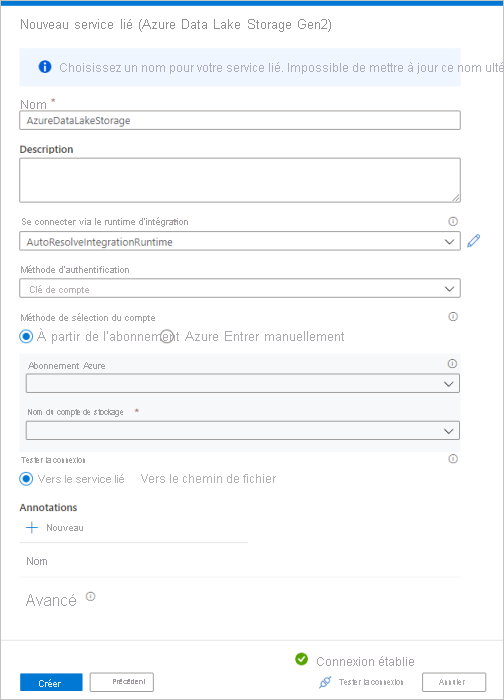 Nouveau service lié (Azure Data Lake Storage Gen2)
Choisissez un nom pour votre service lié. Impossible de mettre à jour ce nom ulté
Nom *
AzureDataLakeStorage
Description
Se connecter via le runtime d'intégration
AutoResolveIntegrationRuntime
Méthode d'authentification
Clé de compte
Méthode de sélection du compte
À partir de l'abonnement Azure Entrer manuellement
Abonnement Azure
Nom du compte de stockage *
Tester la connexion
Vers le service lié Vers le chemin de fichier
Annotations
Nouveau
Nom
Avancé
Connexion établie
Créer Précédent Tester la connexion Annuler